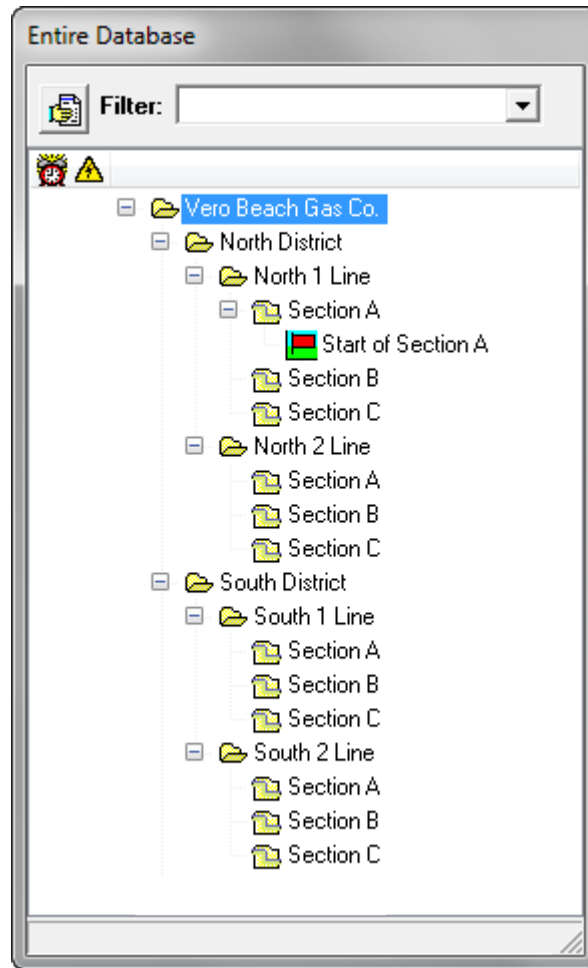 Entire Database
Filter:
Vero Beach Gas Co.
North District
North 1 Line
Section A
Start of Section A
Section B
Section C
North 2 Line
Section A
Section B
Section C
South District
South 1 Line
Section A
Section B
Section C
South 2 Line
Section A
Section B
Section C